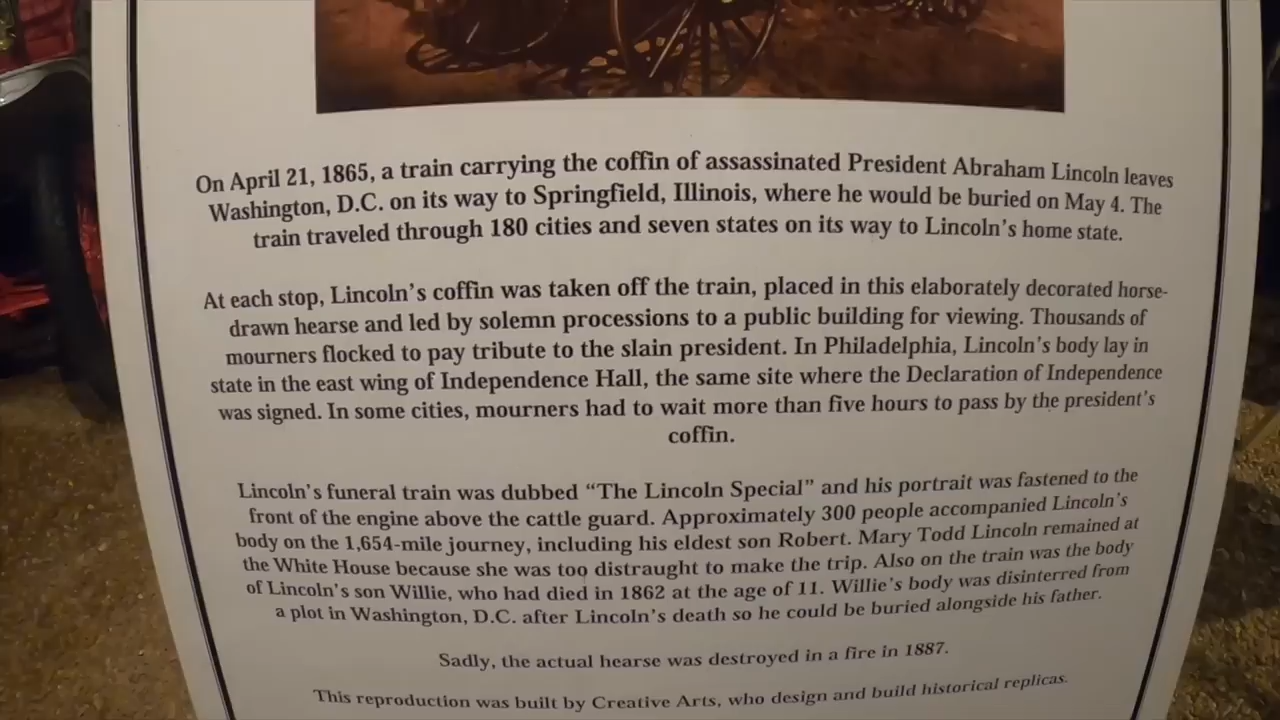 On April 21, 1865, a train carrying the coffin of assassinated President Abraham Lincoln leaves
Washington, D.C. on its way to Springfield, Illinois, where he would be buried on May 4. The
train traveled through 180 cities and seven states on its way to Lincoln's home state.
At each stop, Lincoln's coffin was taken off the train, placed in this elaborately decorated horse-
drawn hearse and led by solemn processions to a public building for viewing. Thousands of
mourners flocked to pay tribute to the slain president. In Philadelphia, Lincoln's body lay in
state in the east wing of Independence Hall, the same site where the Declaration of Independence
was signed. In some cities, mourners had to wait more than five hours to pass by the president's
coffin.
Lincoln's funeral train was dubbed “The Lincoln Special” and his portrait was fastened to the
front of the engine above the cattle guard. Approximately 300 people accompanied Lincoln's
body on the 1,654-mile journey, including his eldest son Robert. Mary Todd Lincoln remained at
the White House because she was too distraught to make the trip. Also on the train was the body
of Lincoln's son Willie, who had died in 1862 at the age of 11. Willie's body was disinterred from
a plot in Washington, D.C. after Lincoln's death so he could be buried alongside his father.
Sadly, the actual hearse was destroyed in a fire in 1887.
This reproduction was built by Creative Arts, who design and build historical replicas.